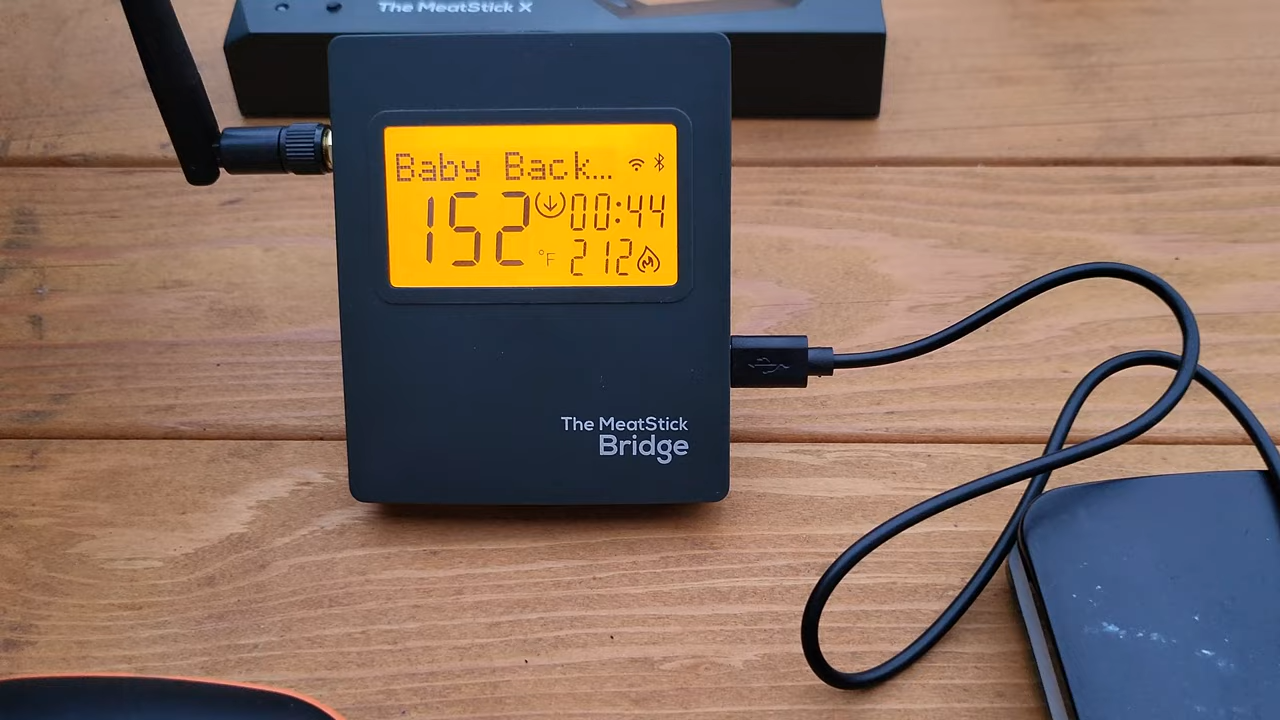 The MeatStick X
Baby Back...
152 °F
00:44
212
The MeatStick
Bridge